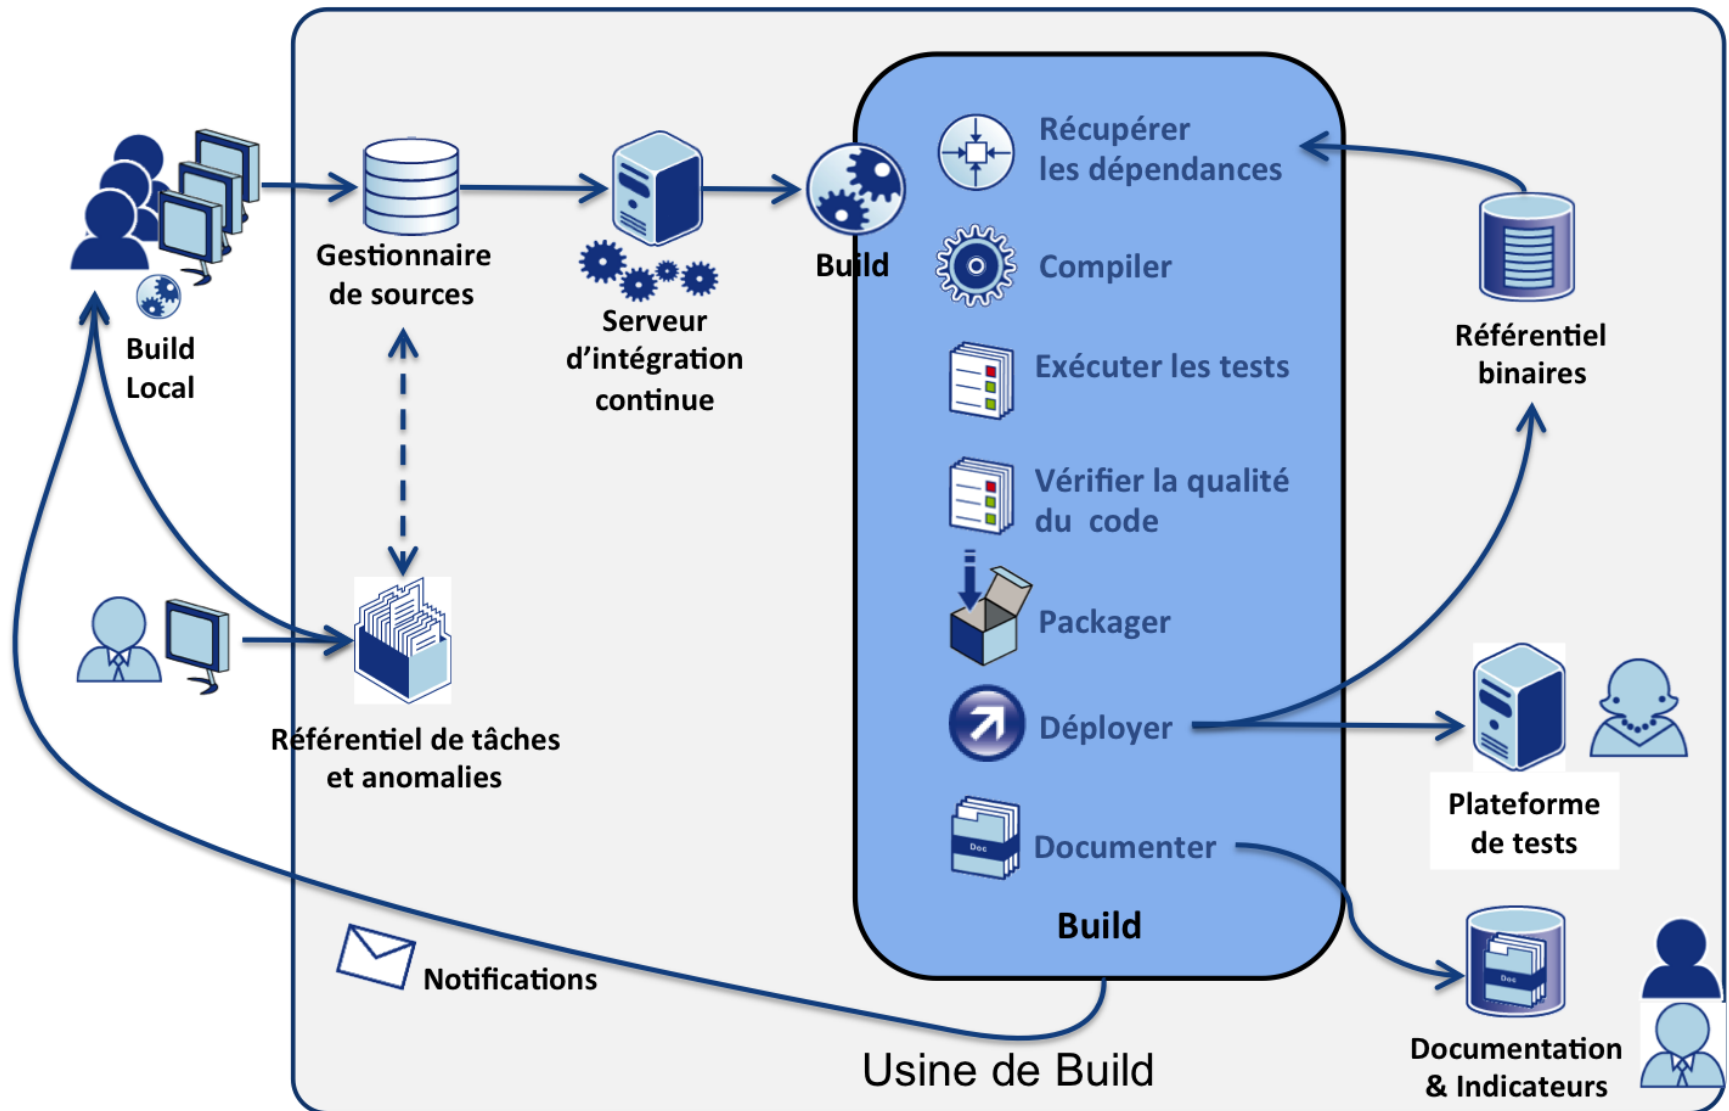 Récupérer
les dépendances
Gestionnaire
de sources
Build
Compiler
Serveur
d'intégration
continue
Build
Local
Référentiel
binaires
Exécuter les tests
Vérifier la qualité
du code
Packager
Référentiel de tâches
et anomalies
Déployer
Plateforme
de tests
Doc
Documenter
Build
Notifications
Doc
Usine de Build
Documentation
& Indicateurs